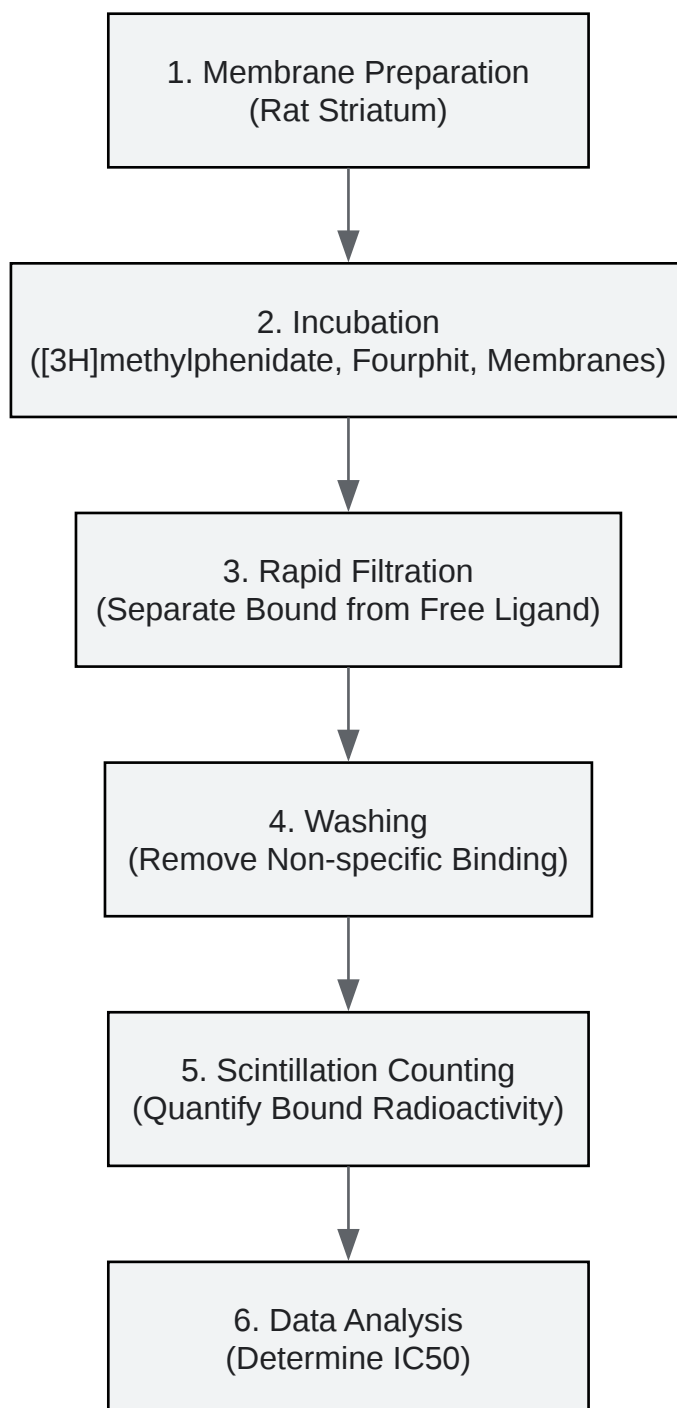 1. Membrane Preparation
(Rat Striatum)
2. Incubation
([3H]methylphenidate, Fourphit, Membranes)
3. Rapid Filtration
(Separate Bound from Free Ligand)
4. Washing
(Remove Non-specific Binding)
5. Scintillation Counting
(Quantify Bound Radioactivity)
6. Data Analysis
(Determine IC50)